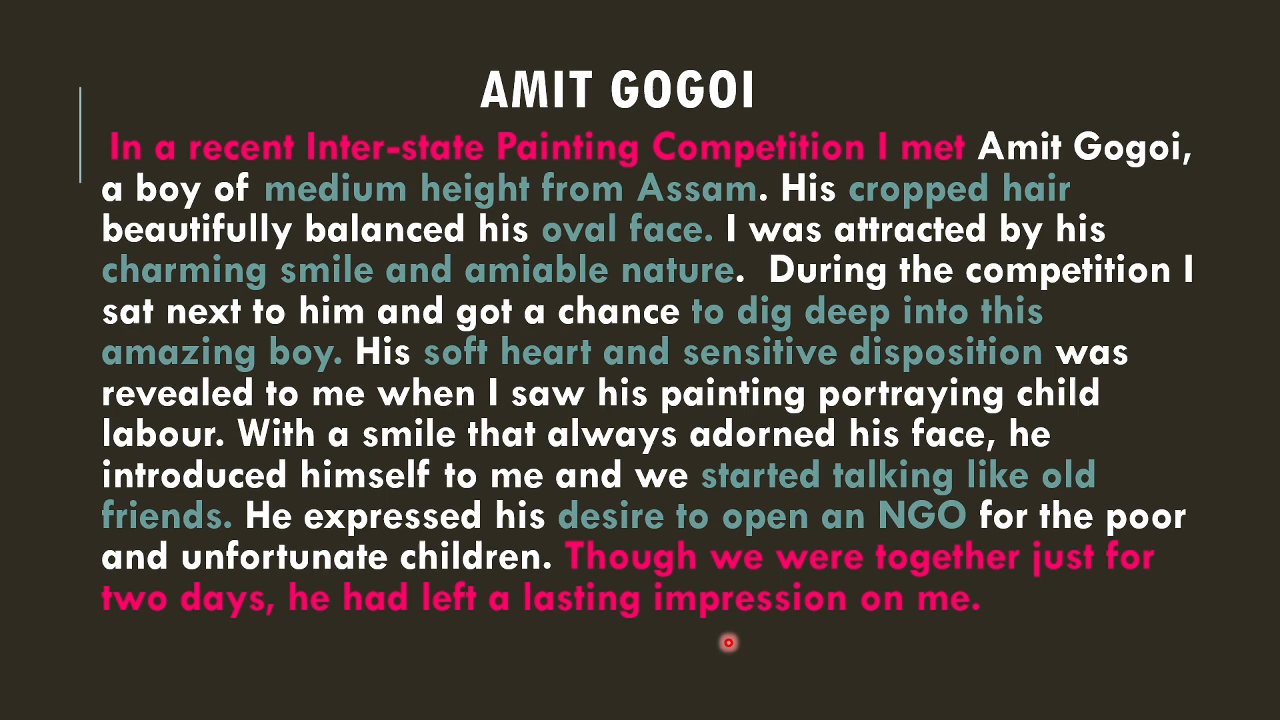 AMIT GOGOI
In a recent Inter-state Painting Competition I met Amit Gogoi,
a boy of medium height from Assam. His cropped hair
beautifully balanced his oval face. I was attracted by his
charming smile and amiable nature.  During the competition I
sat next to him and got a chance to dig deep into this
amazing boy. His soft heart and sensitive disposition was
revealed to me when I saw his painting portraying child
labour. With a smile that always adorned his face, he
introduced himself to me and we started talking like old
friends. He expressed his desire to open an NGO for the poor
and unfortunate children. Though we were together just for
two days, he had left a lasting impression on me.